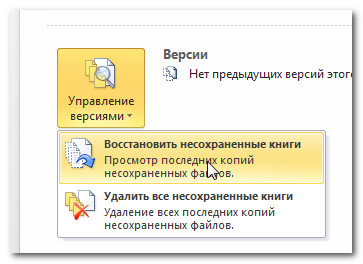 Версии
Нет предыдущих версий этого
Управление
версиями
Восстановить несохраненные книги
Просмотр последних копий
несохраненных файлов.
Удалить все несохраненные книги
Удаление всех последних копий
несохраненных файлов.